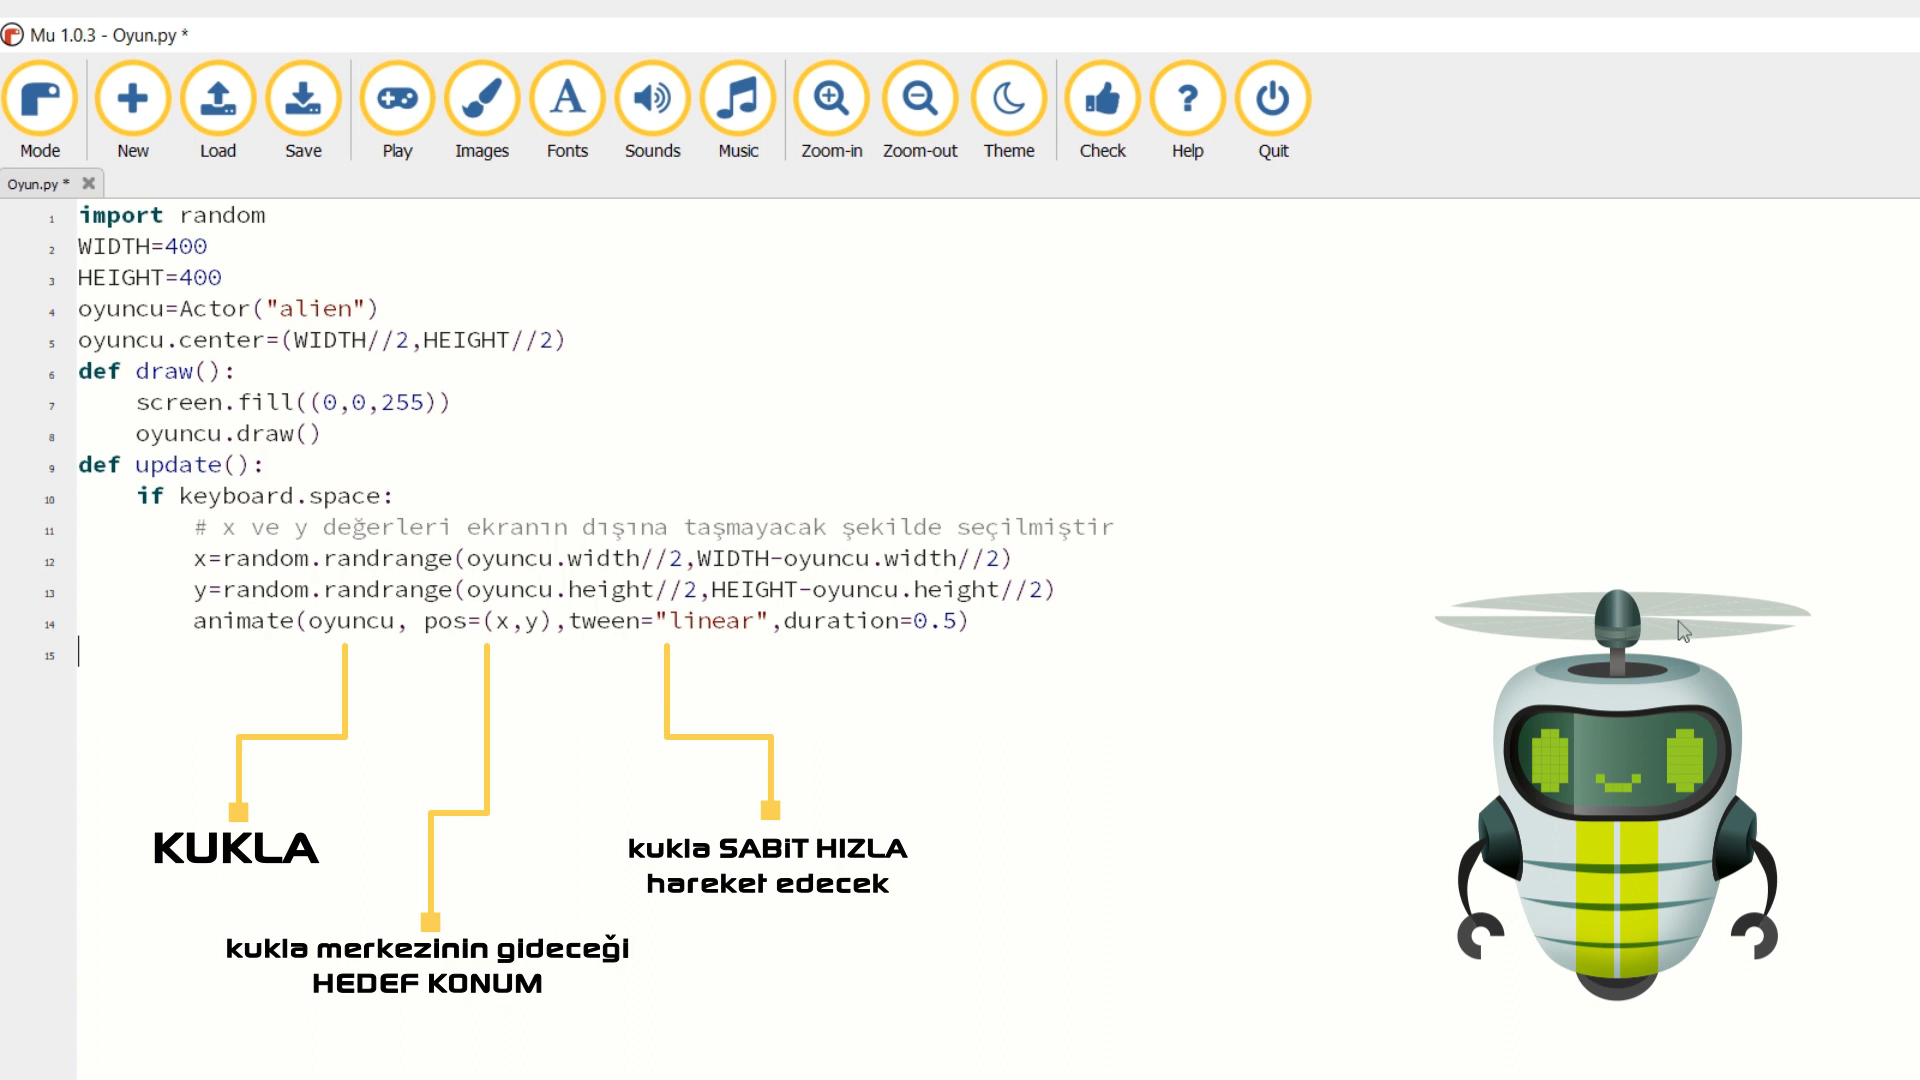 Mu 1.0.3 - Oyun.py *
Mode New Load Save Play Images Fonts Sounds Music Zoom-in Zoom-out Theme Check Help Quit
Oyun.py *
1 import random
2 WIDTH=400
3 HEIGHT=400
4 oyuncu=Actor("alien")
5 oyuncu.center=(WIDTH//2,HEIGHT//2)
6 def draw():
7     screen.fill((0,0,255))
8     oyuncu.draw()
9 def update():
10     if keyboard.space:
11         # x ve y değerleri ekranın dışına taşmayacak şekilde seçilmiştir
12         x=random.randrange(oyuncu.width//2,WIDTH-oyuncu.width//2)
13         y=random.randrange(oyuncu.height//2,HEIGHT-oyuncu.height//2)
14         animate(oyuncu, pos=(x,y),tween="linear",duration=0.5)
15
KUKLA
kukla SABiT HIZLA
hareket edecek
kukla merkezinin gideceği
HEDEF KONUM